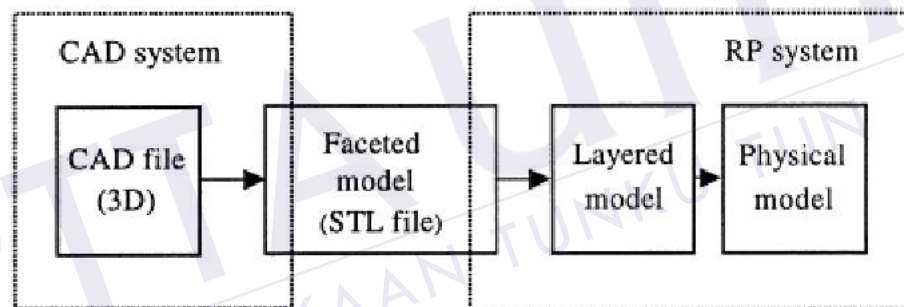 CAD system
RP system
CAD file
(3D)
Faceted
model
(STL file)
Layered
model
Physical
model